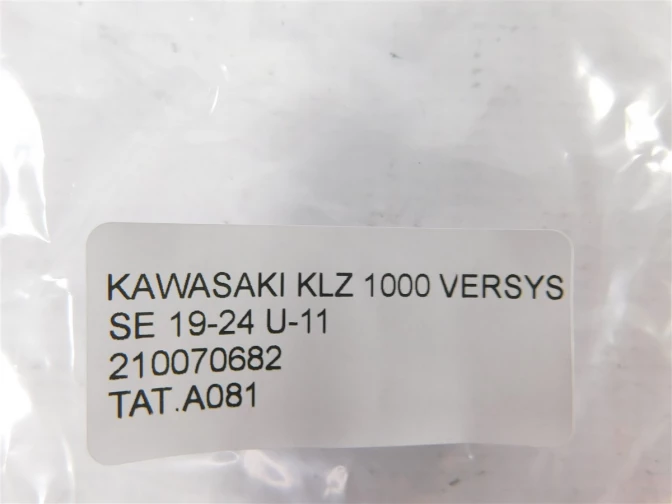 KAWASAKI KLZ 1000 VERSYS
SE 19-24 U-11
210070682
TAT.A081